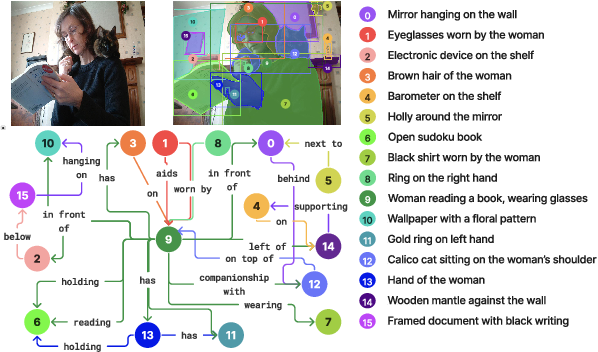 0 Mirror hanging on the wall
1 Eyeglasses worn by the woman
2 Electronic device on the shelf
3 Brown hair of the woman
4 Barometer on the shelf
5 Holly around the mirror
6 Open sudoku book
7 Black shirt worn by the woman
8 Ring on the right hand
9 Woman reading a book, wearing glasses
10 Wallpaper with a floral pattern
11 Gold ring on left hand
12 Calico cat sitting on the woman's shoulder
13 Hand of the woman
14 Wooden mantle against the wall
15 Framed document with black writing
10 3 1 8 0
hanging
on
has
aids
in front
of
next to
on
worn by
behind
5
15
4
supporting
in front
of
on
9
below
left of
14
2
on top of
holding
has
companionship
with
12
wearing
6
reading
13
has
11
7
holding